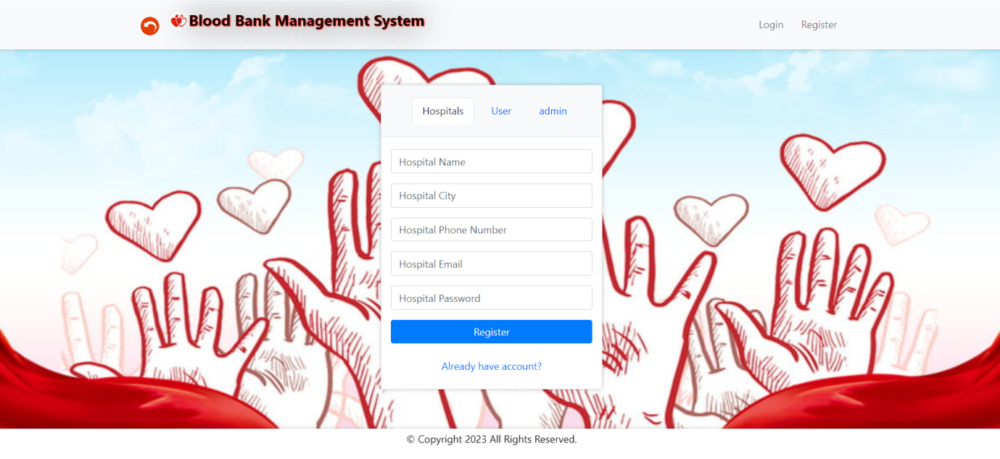 Blood Bank Management System
Login Register
Hospitals User admin
Hospital Name
Hospital City
Hospital Phone Number
Hospital Email
Hospital Password
Register
Already have account?
© Copyright 2023 All Rights Reserved.